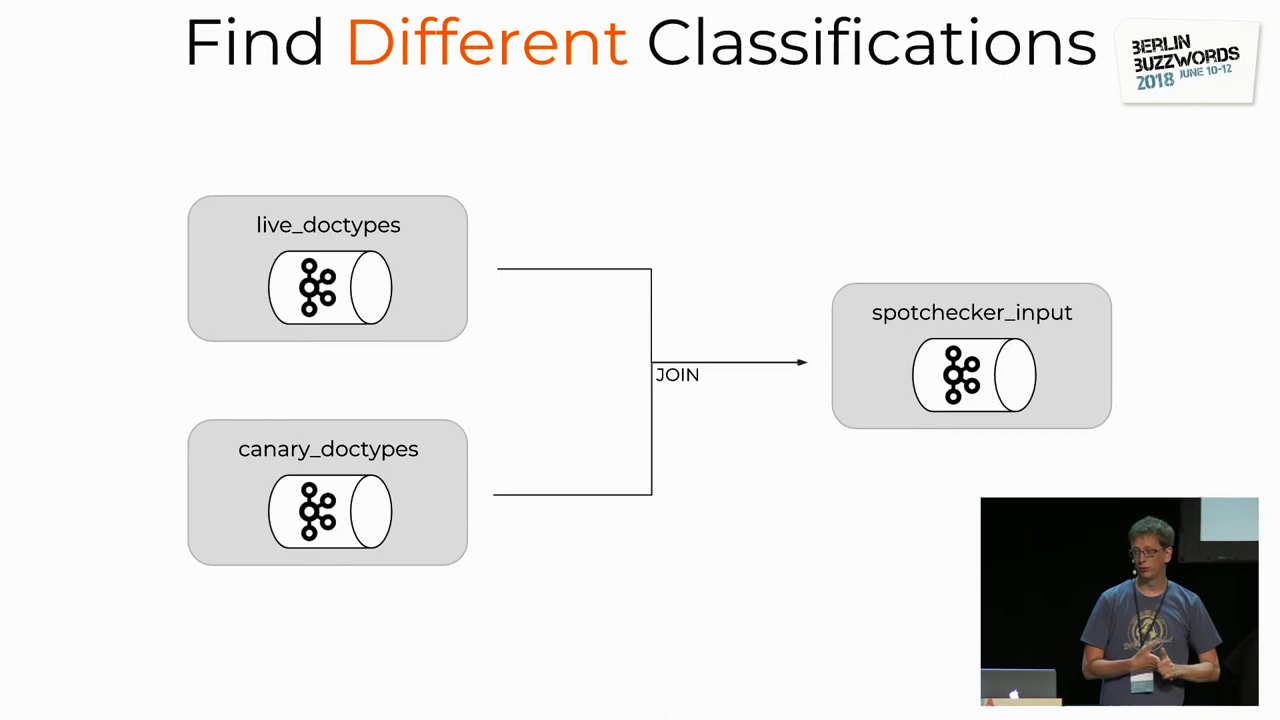 Find Different Classifications
BERLIN
BUZZWORDS
2018 JUNE 10-12
live_doctypes
canary_doctypes
JOIN
spotchecker_input